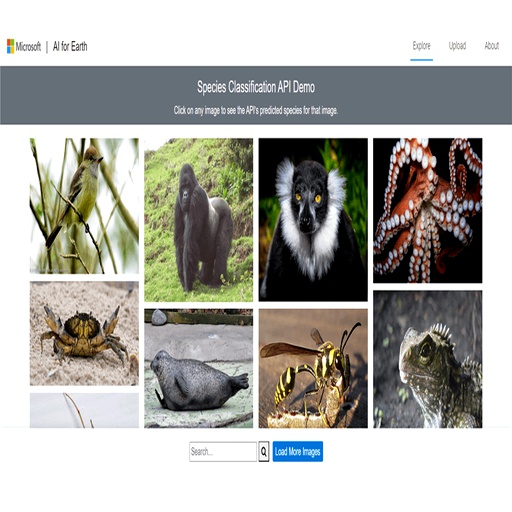 Microsoft | AI for Earth
Explore Upload About
Species Classification API Demo
Click on any image to see the API's predicted species for that image.
Search...
Load More Images